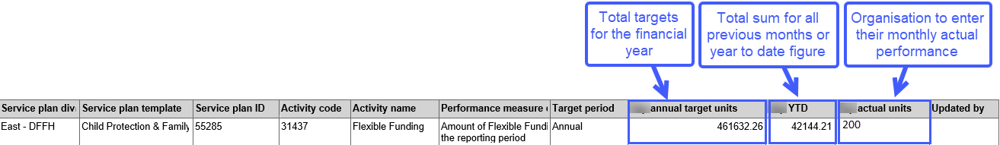 Total targets
for the financial
year
Total sum for all
previous months or
year to date figure
Organisation to enter
their monthly actual
performance
Service plan div Service plan template Service plan ID Activity code Activity name Performance measure Target period annual target units YTD actual units Updated by
East - DFFH Child Protection & Family 55285 31437 Flexible Funding Amount of Flexible Fundi Annual 461632.26 42144.21 200
the reporting period